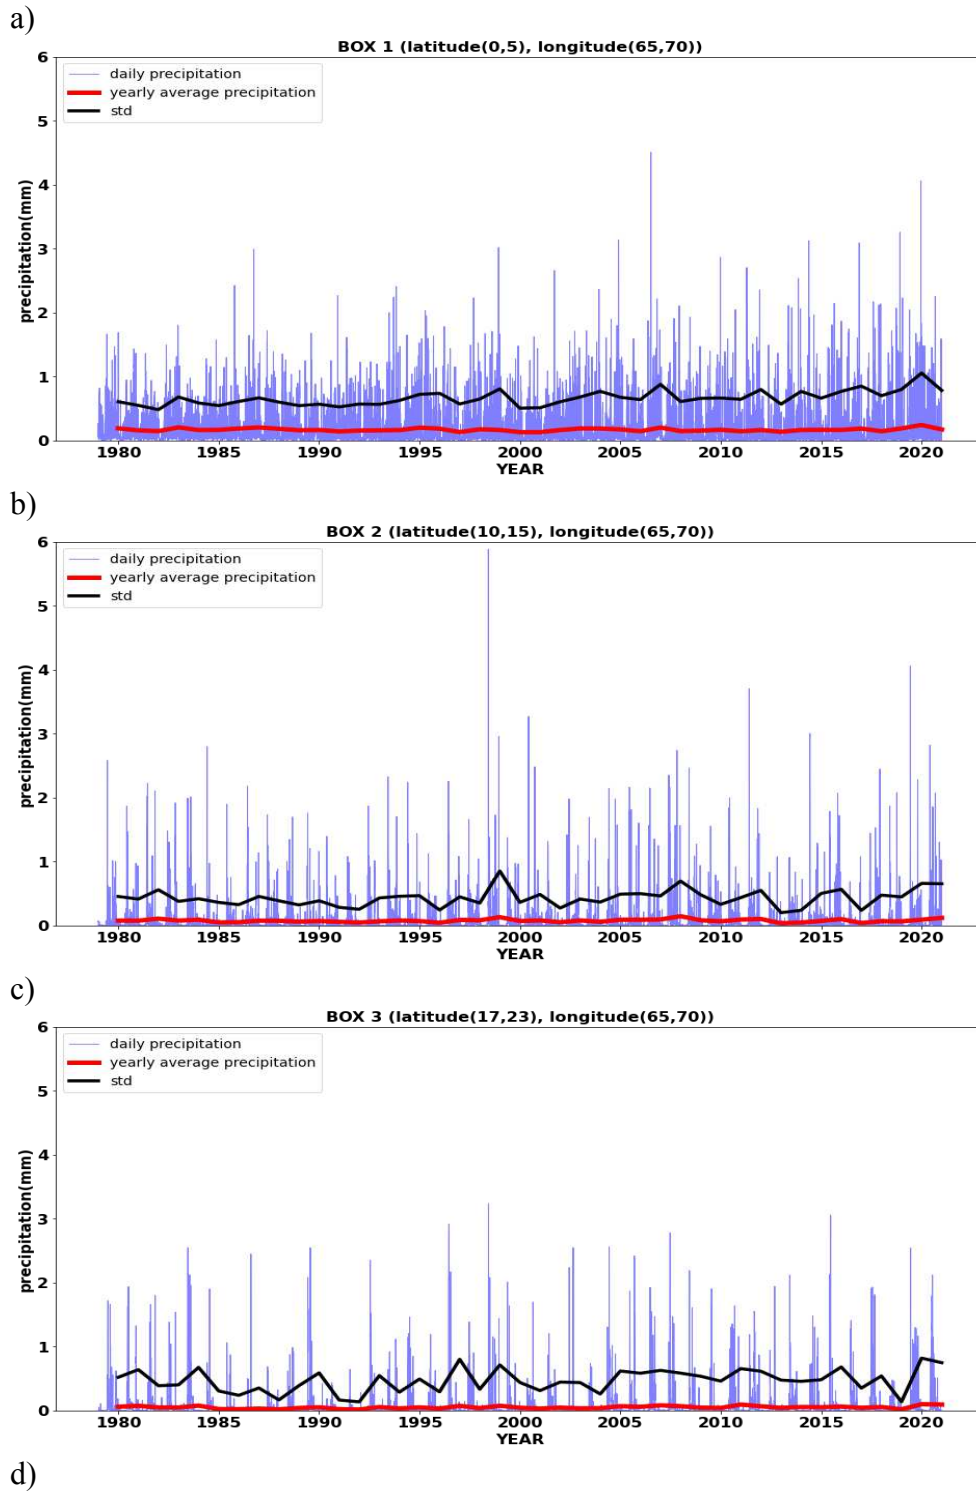 a)
BOX 1 (latitude(0,5), longitude(65,70))
daily precipitation
yearly average precipitation
std
precipitation(mm)
6
5
4
3
2
1
0
1980 1985 1990 1995 2000 2005 2010 2015 2020
YEAR
b)
BOX 2 (latitude(10,15), longitude(65,70))
daily precipitation
yearly average precipitation
std
precipitation(mm)
6
5
4
3
2
1
0
1980 1985 1990 1995 2000 2005 2010 2015 2020
YEAR
c)
BOX 3 (latitude(17,23), longitude(65,70))
daily precipitation
yearly average precipitation
std
precipitation(mm)
6
5
4
3
2
1
0
1980 1985 1990 1995 2000 2005 2010 2015 2020
YEAR
d)